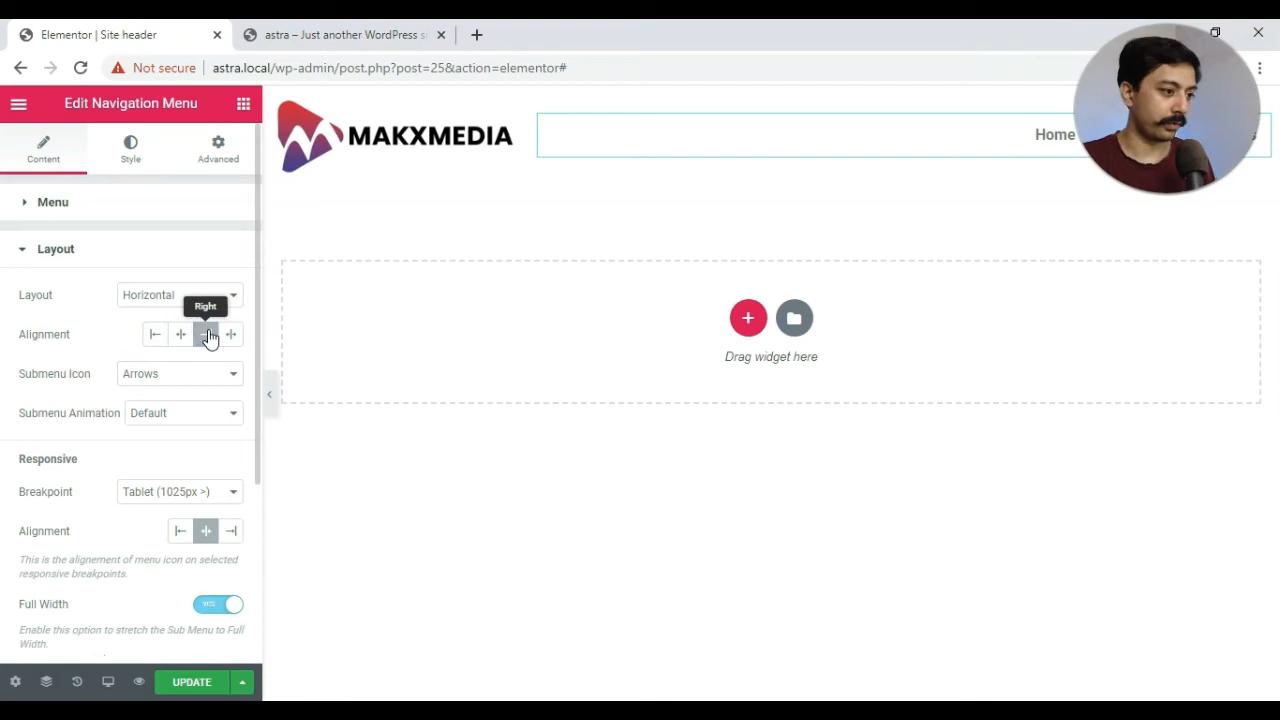 Elementor | Site header
astra – Just another WordPress s
Not secure
astra.local/wp-admin/post.php?post=25&action=elementor#
Edit Navigation Menu
Content
Style
Advanced
MAKXMEDIA
Home
Menu
Layout
Layout
Horizontal
Right
Alignment
Submenu Icon
Arrows
Submenu Animation
Default
Drag widget here
Responsive
Breakpoint
Tablet (1025px >)
Alignment
This is the alignement of menu icon on selected
responsive breakpoints.
Full Width
YES
Enable this option to stretch the Sub Menu to Full
Width.
UPDATE